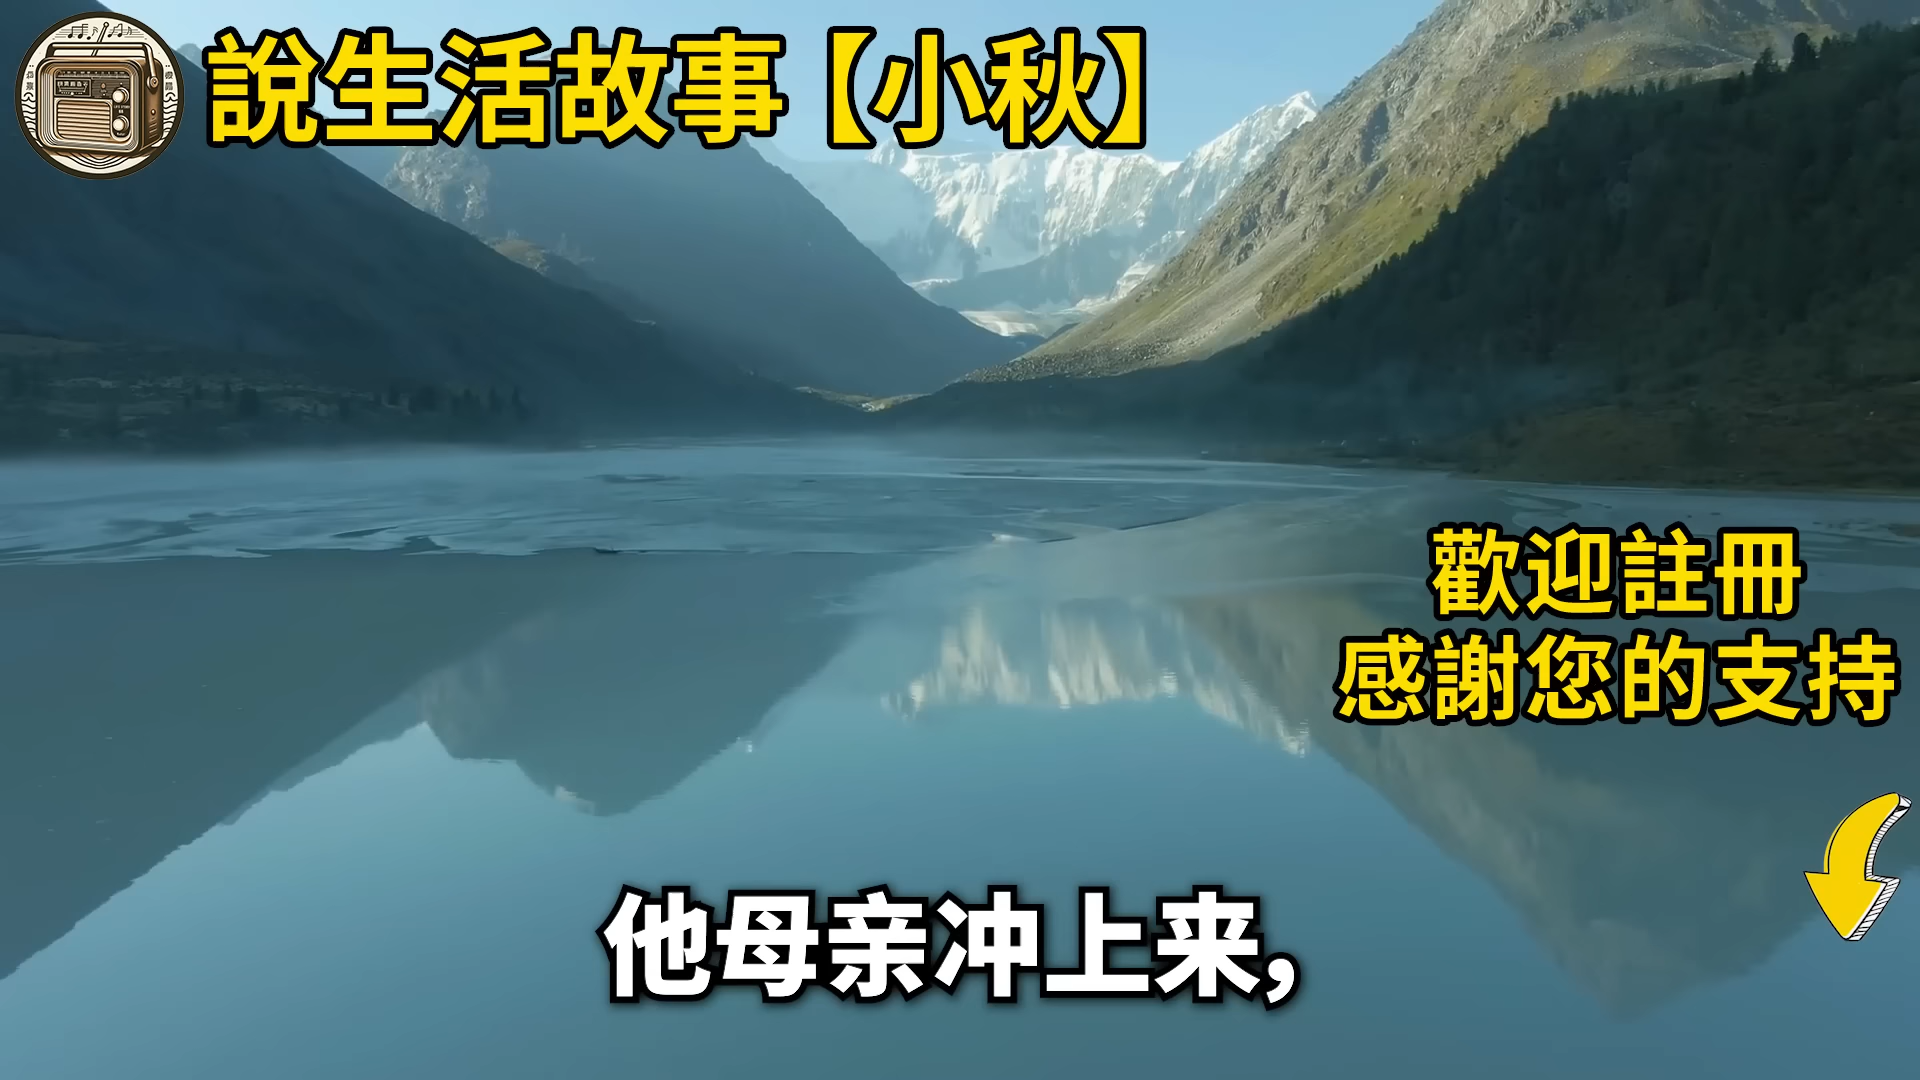 說生活故事【小秋】
歡迎註冊
感謝您的支持
他母亲冲上来,